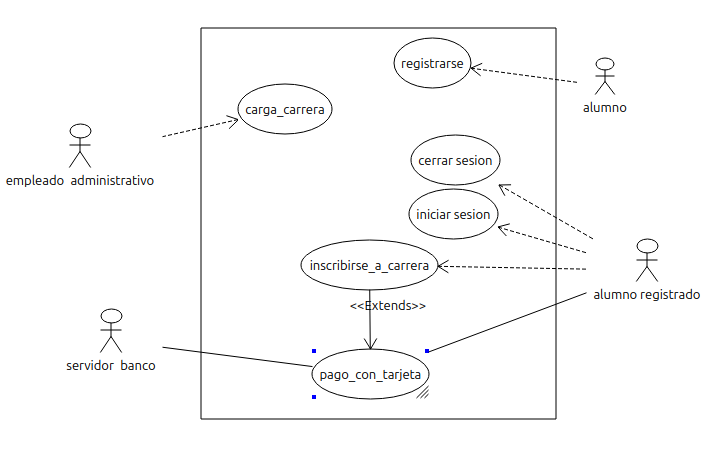 registrarse
alumno
carga_carrera
empleado administrativo
cerrar sesion
iniciar sesion
inscribirse_a_carrera
alumno registrado
<<Extends>>
servidor banco
pago_con_tarjeta